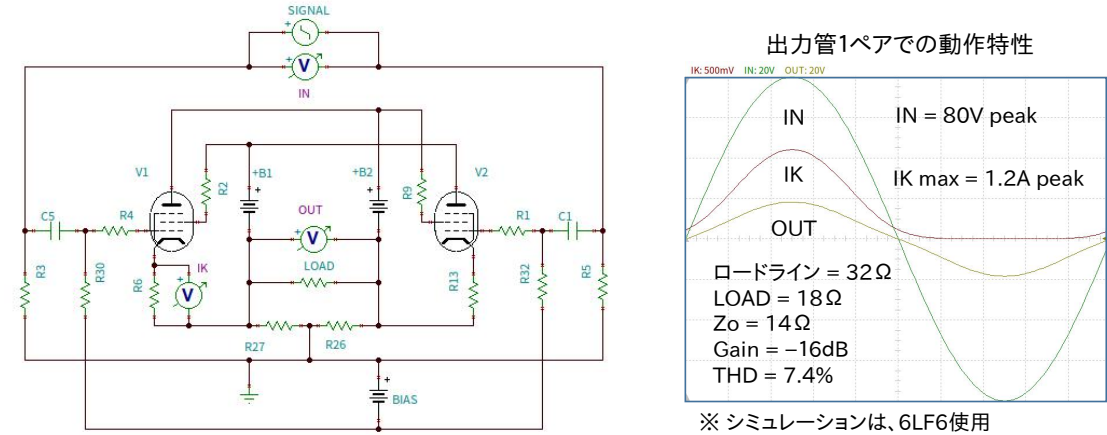 SIGNAL
IN
V1
R2
+B1
+B2
R9
V2
C5
R4
OUT
R1
C1
IK
LOAD
R3
R30
R6
R13
R32
R5
R27
R26
BIAS
出力管1ペアでの動作特性
IK: 500mV IN: 20V OUT: 20V
IN
IN = 80V peak
IK
IK max = 1.2A peak
OUT
ロードライン = 32Ω
LOAD = 18Ω
Zo = 14Ω
Gain = −16dB
THD = 7.4%
※ シミュレーションは、6LF6使用